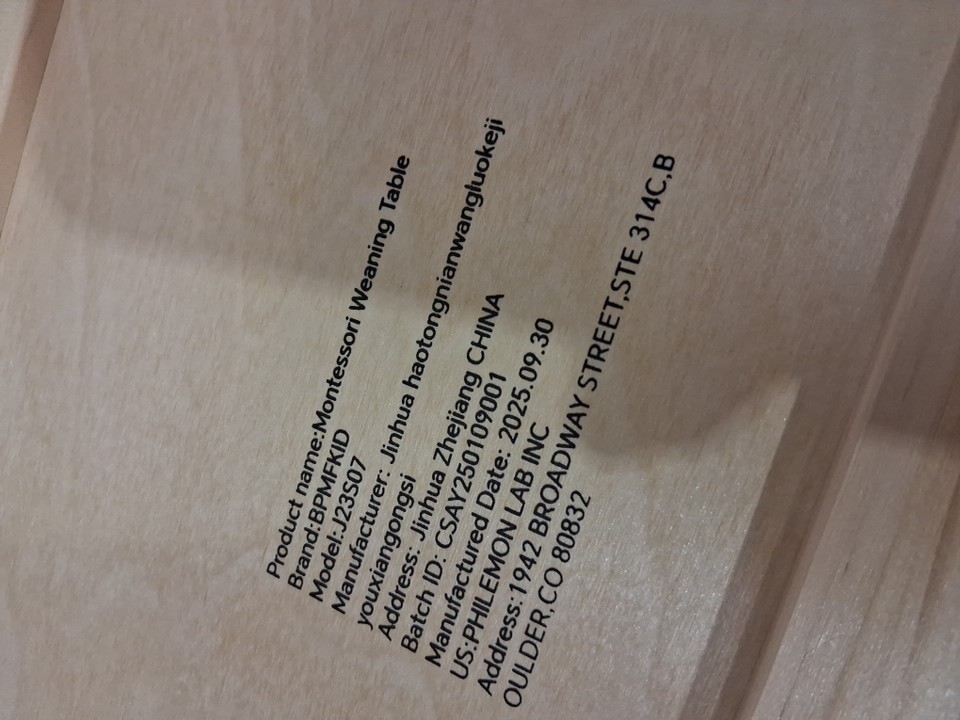 Product name:Montessori Weaning Table
Brand:BPMFKID
Model:J23S07
Manufacturer: Jinhua haotongnianwangluokeji
youxiangongsi
Address: Jinhua Zhejiang CHINA
Batch ID: CSAY250109001
Manufactured Date: 2025.09.30
US:PHILEMON LAB INC
Address:1942 BROADWAY STREET,STE 314C,B
OULDER,CO 80832